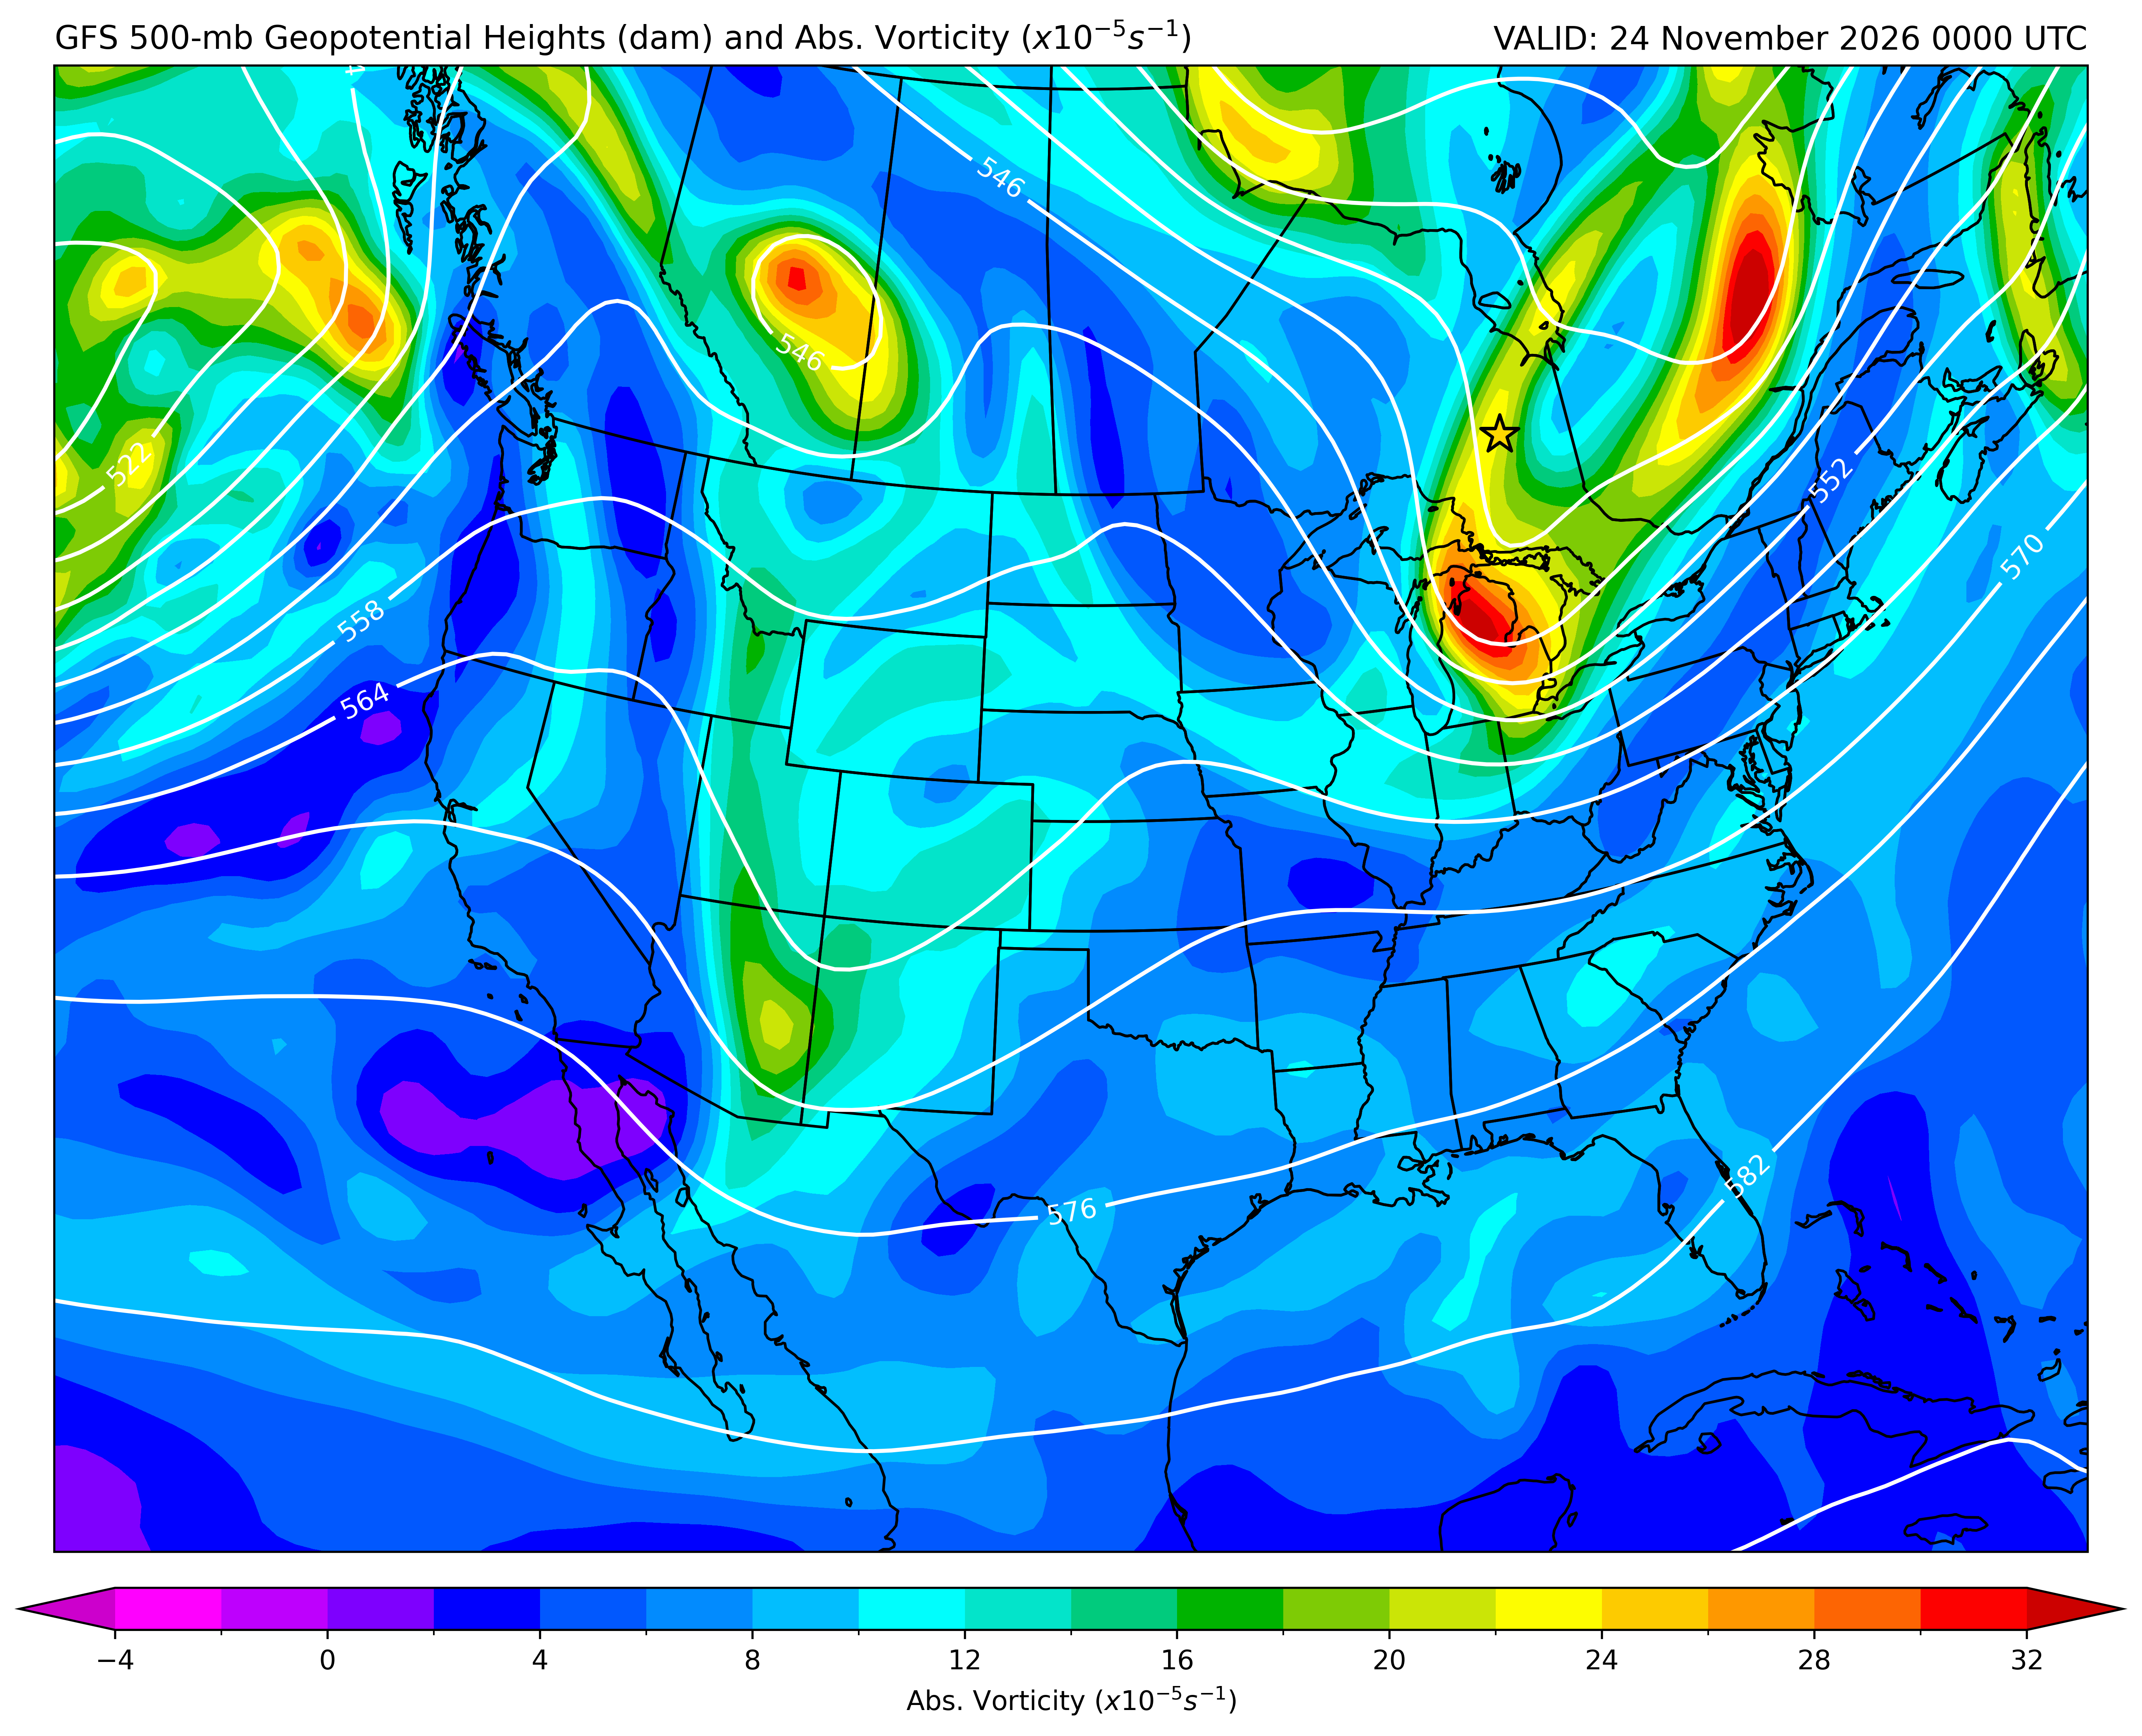 GFS 500-mb Geopotential Heights (dam) and Abs. Vorticity (x10⁻⁵s⁻¹)
VALID: 24 November 2026 0000 UTC
546
546
522
552
570
558
564
576
582
−4 0 4 8 12 16 20 24 28 32
Abs. Vorticity (x10⁻⁵s⁻¹)